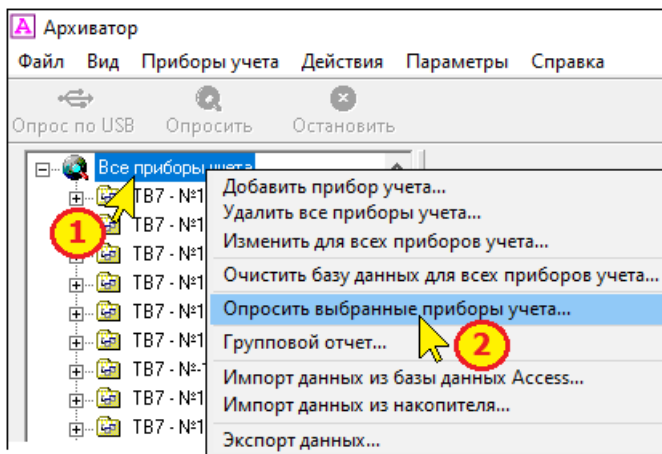 Архиватор
Файл Вид Приборы учета Действия Параметры Справка
Опрос по USB Опросить Остановить
Все приборы учета
Добавить прибор учета...
ТВ7 - №1
Удалить все приборы учета...
ТВ7 - №1
1
Изменить для всех приборов учета...
ТВ7 - №1
Очистить базу данных для всех приборов учета...
ТВ7 - №1
Опросить выбранные приборы учета...
ТВ7 - №1
Групповой отчет...
2
ТВ7 - №1
Импорт данных из базы данных Access...
ТВ7 - №-1
Импорт данных из накопителя...
ТВ7 - №1
Экспорт данных...
ТВ7 - №1